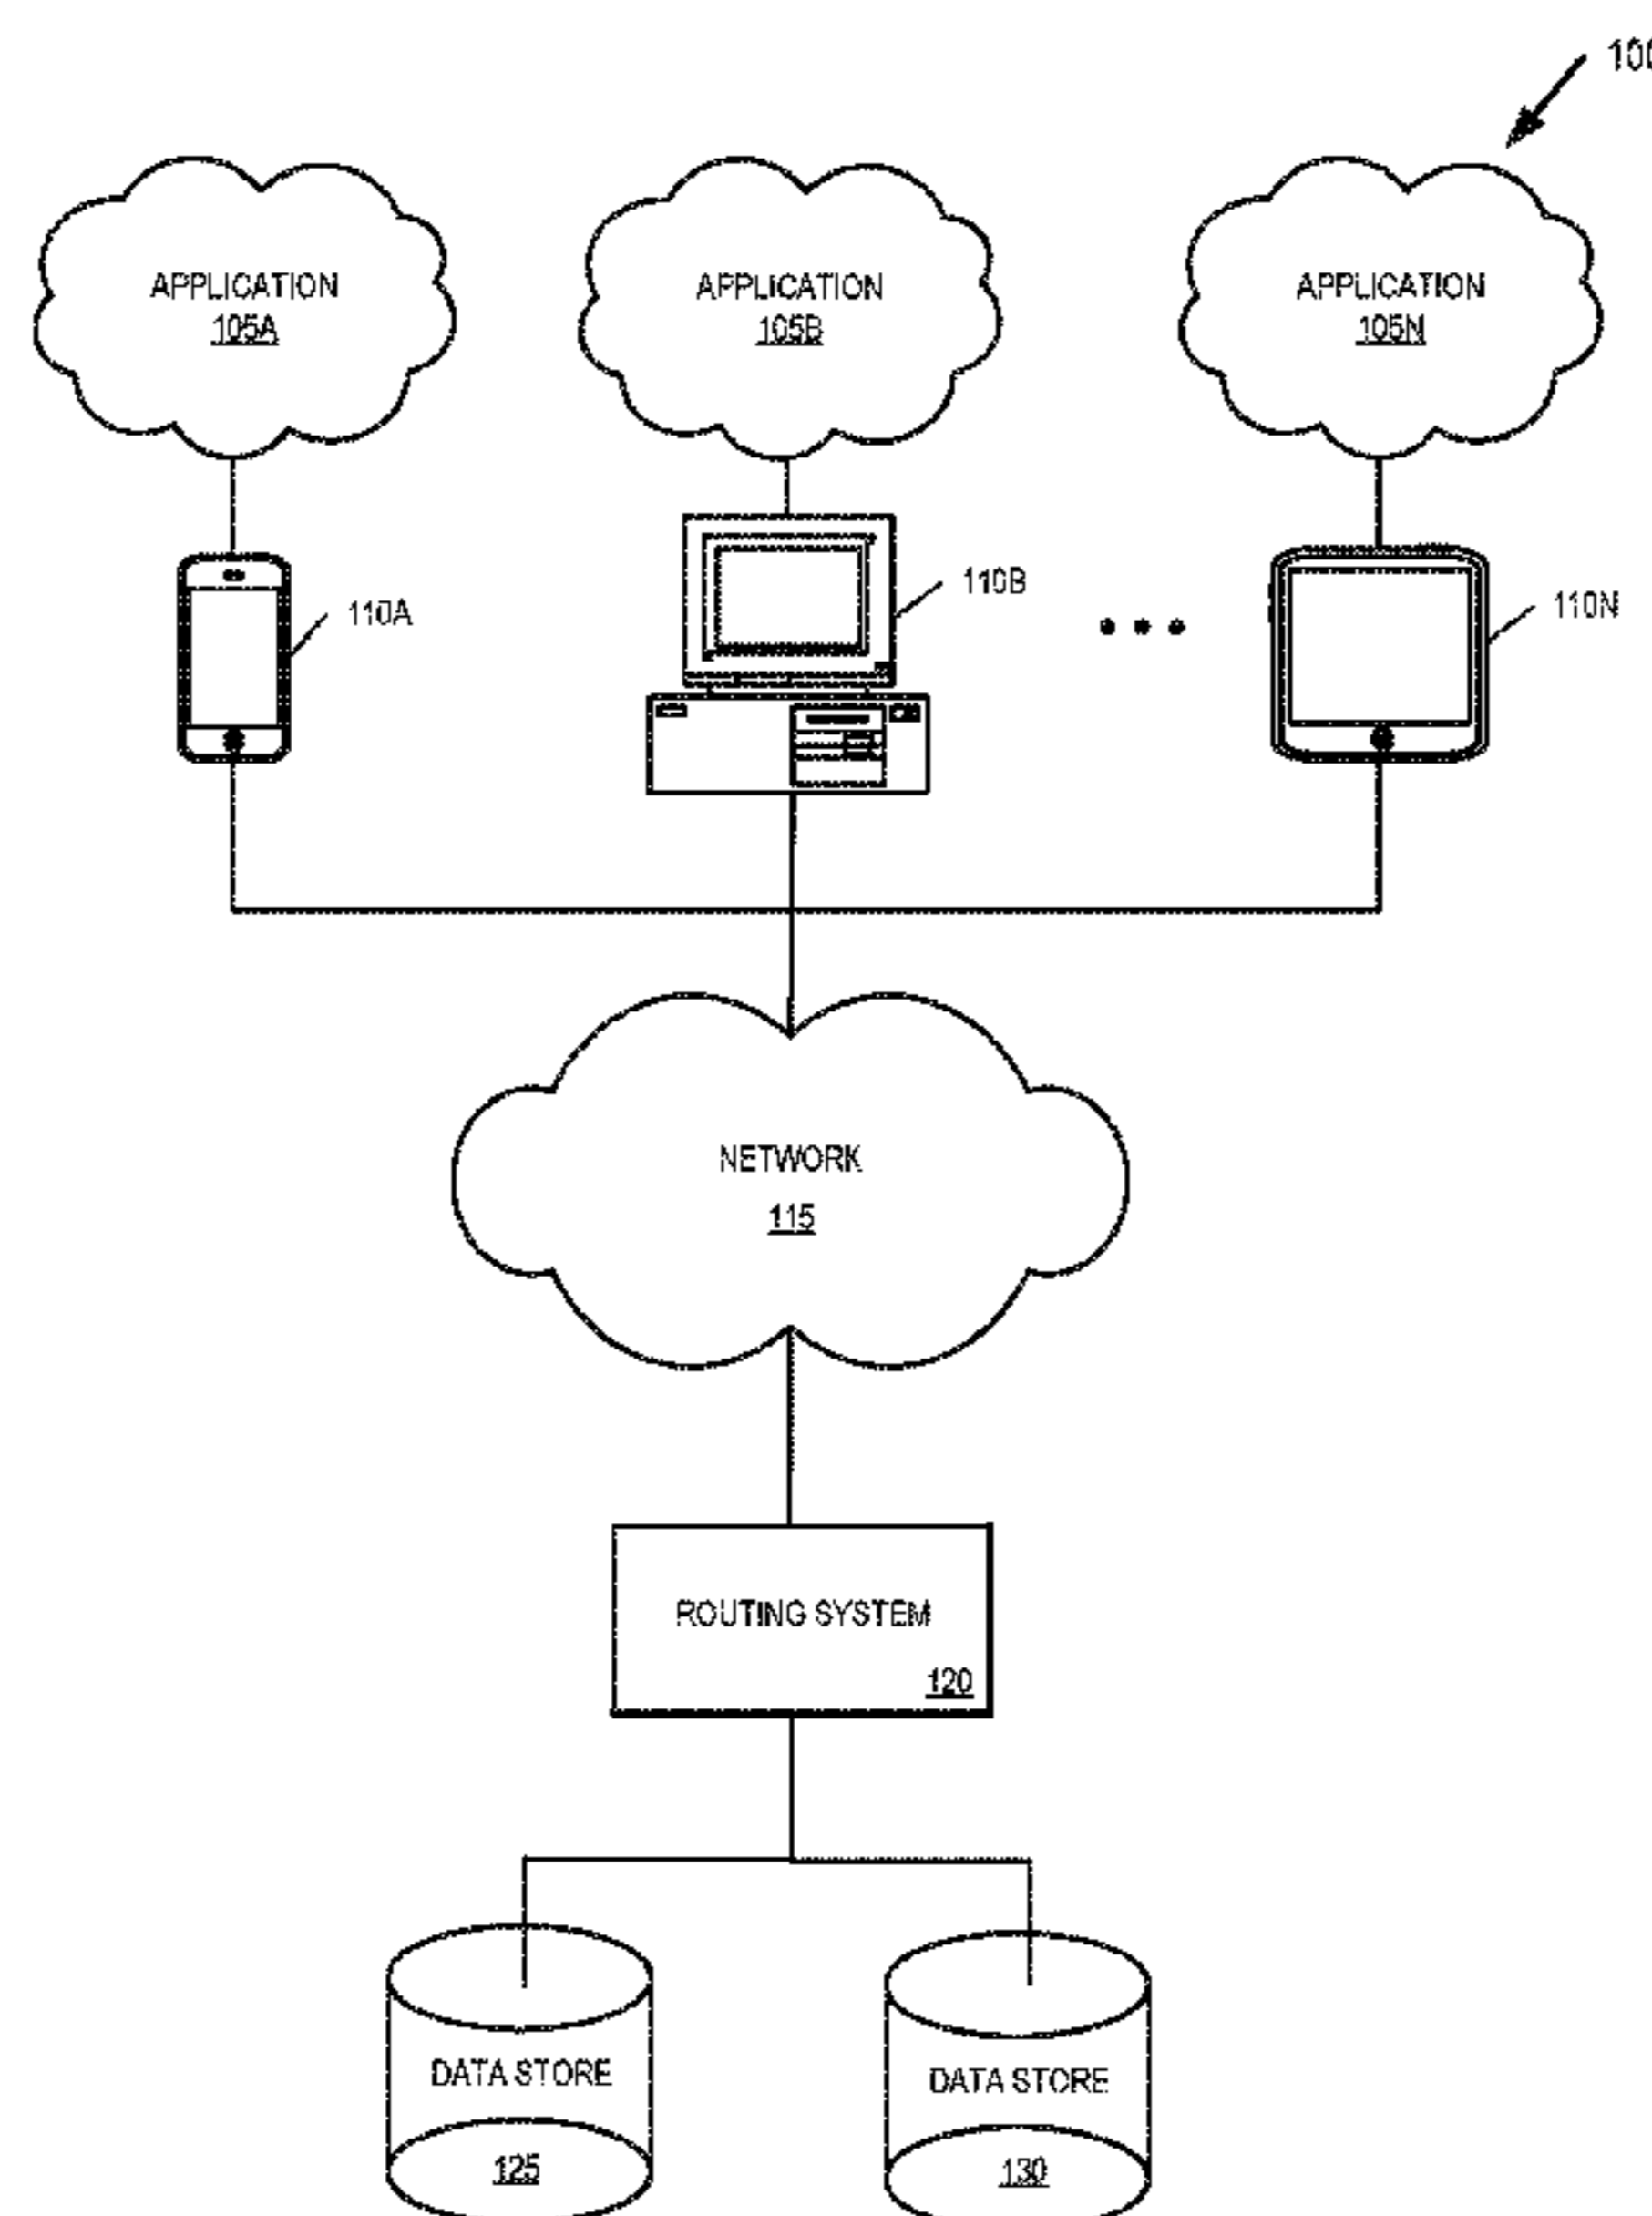 APPLICATION
105A
APPLICATION
105B
APPLICATION
105N
110A
110B
110N
NETWORK
115
ROUTING SYSTEM
120
DATA STORE
125
DATA STORE
130